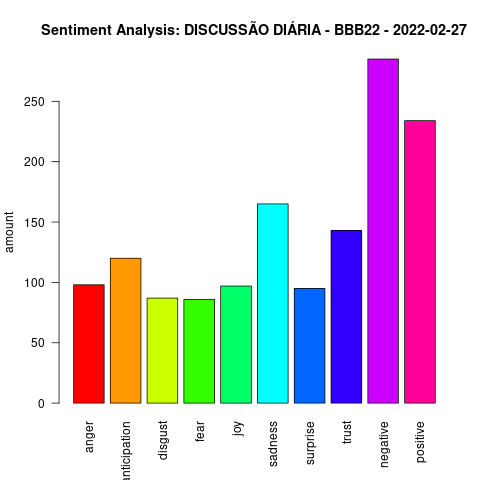 Sentiment Analysis: DISCUSSÃO DIÁRIA - BBB22 - 2022-02-27
250
200
150
100
50
0
amount
anger
nticipation
disgust
fear
joy
sadness
surprise
trust
negative
positive